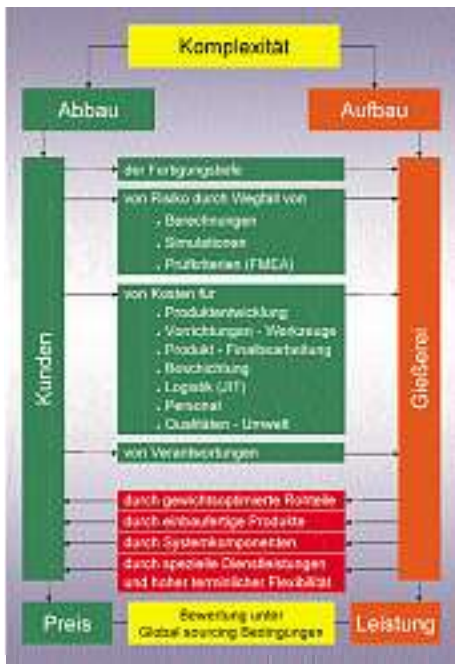 Komplexität
Abbau
Aufbau
Kunden
Gießerei
der Fertigungstiefe
von Risiko durch Wegfall von
. Berechnungen
. Simulationen
. Prüfkriterien (FMEA)
von Kosten für
. Produktentwicklung
. Vorrichtungen - Werkzeuge
. Produkt - Finalbearbeitung
. Beschichtung
. Logistik (JIT)
. Personal
. Qualitäten - Umwelt
von Verantwortungen
durch gewichtsoptimierte Rohteile
durch einbaufertige Produkte
durch Systemkomponenten
durch spezielle Dienstleistungen
und hoher terminlicher Flexibilität
Preis
Bewertung unter
Global sourcing Bedingungen
Leistung